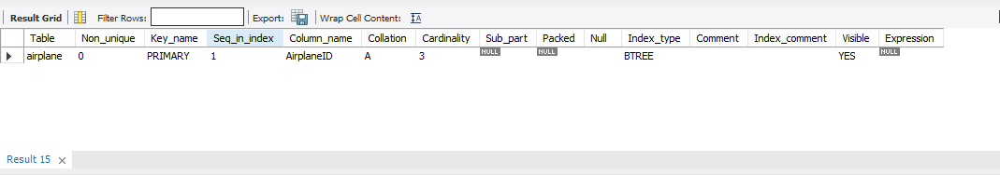 Result Grid Filter Rows: Export: Wrap Cell Content:
Table Non_unique Key_name Seq_in_index Column_name Collation Cardinality Sub_part Packed Null Index_type Comment Index_comment Visible Expression
airplane 0 PRIMARY 1 AirplaneID A 3 NULL NULL BTREE YES NULL
Result 15